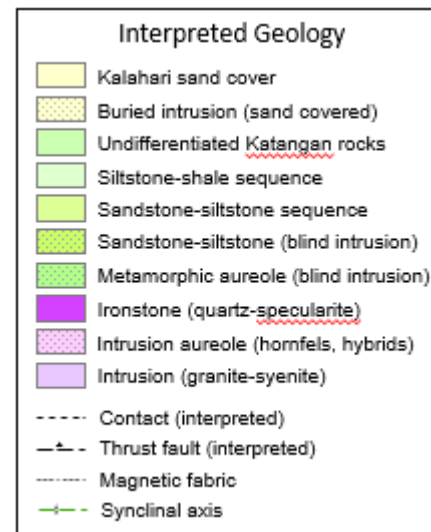 Interpreted Geology
Kalahari sand cover
Buried intrusion (sand covered)
Undifferentiated Katangan rocks
Siltstone-shale sequence
Sandstone-siltstone sequence
Sandstone-siltstone (blind intrusion)
Metamorphic aureole (blind intrusion)
Ironstone (quartz-specularite)
Intrusion aureole (hornfels, hybrids)
Intrusion (granite-syenite)
Contact (interpreted)
Thrust fault (interpreted)
Magnetic fabric
Synclinal axis